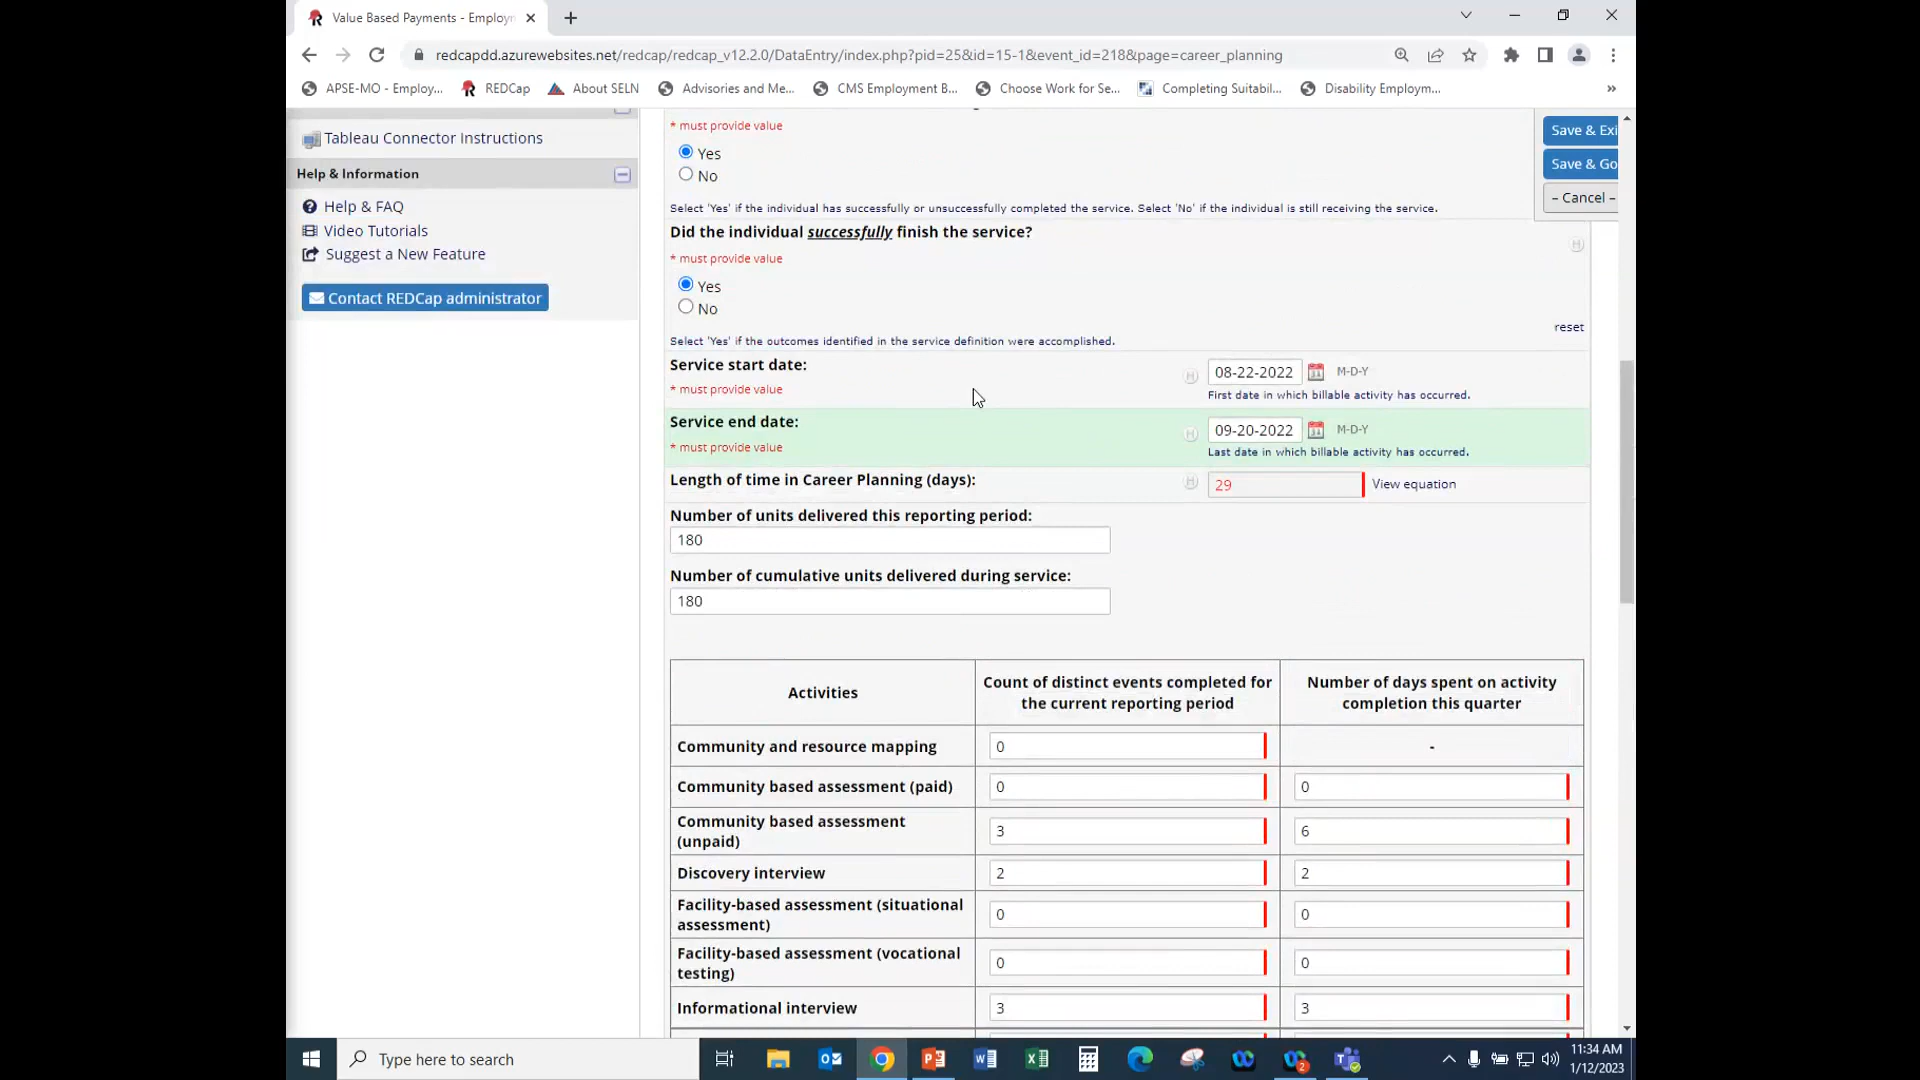 Value Based Payments - Employm
redcapdd.azurewebsites.net/redcap/redcap_v12.2.0/DataEntry/index.php?pid=25&id=15-1&event_id=218&page=career_planning
APSE-MO - Employ...
REDCap
About SELN
Advisories and Me...
CMS Employment B...
Choose Work for Se...
Completing Suitabil...
Disability Employm...
»
Tableau Connector Instructions
Help & Information
Help & FAQ
Video Tutorials
Suggest a New Feature
Contact REDCap administrator
* must provide value
Yes
No
Select 'Yes' if the individual has successfully or unsuccessfully completed the service. Select 'No' if the individual is still receiving the service.
Save & Exi
Save & Go
– Cancel –
Did the individual successfully finish the service?
* must provide value
Yes
No
reset
Select 'Yes' if the outcomes identified in the service definition were accomplished.
Service start date:
* must provide value
08-22-2022 M-D-Y
First date in which billable activity has occurred.
Service end date:
* must provide value
09-20-2022 M-D-Y
Last date in which billable activity has occurred.
Length of time in Career Planning (days):
29 View equation
Number of units delivered this reporting period:
180
Number of cumulative units delivered during service:
180
Activities
Count of distinct events completed for
the current reporting period
Number of days spent on activity
completion this quarter
Community and resource mapping
0
-
Community based assessment (paid)
0
0
Community based assessment
(unpaid)
3
6
Discovery interview
2
2
Facility-based assessment (situational
assessment)
0
0
Facility-based assessment (vocational
testing)
0
0
Informational interview
3
3
Type here to search
11:34 AM
1/12/2023